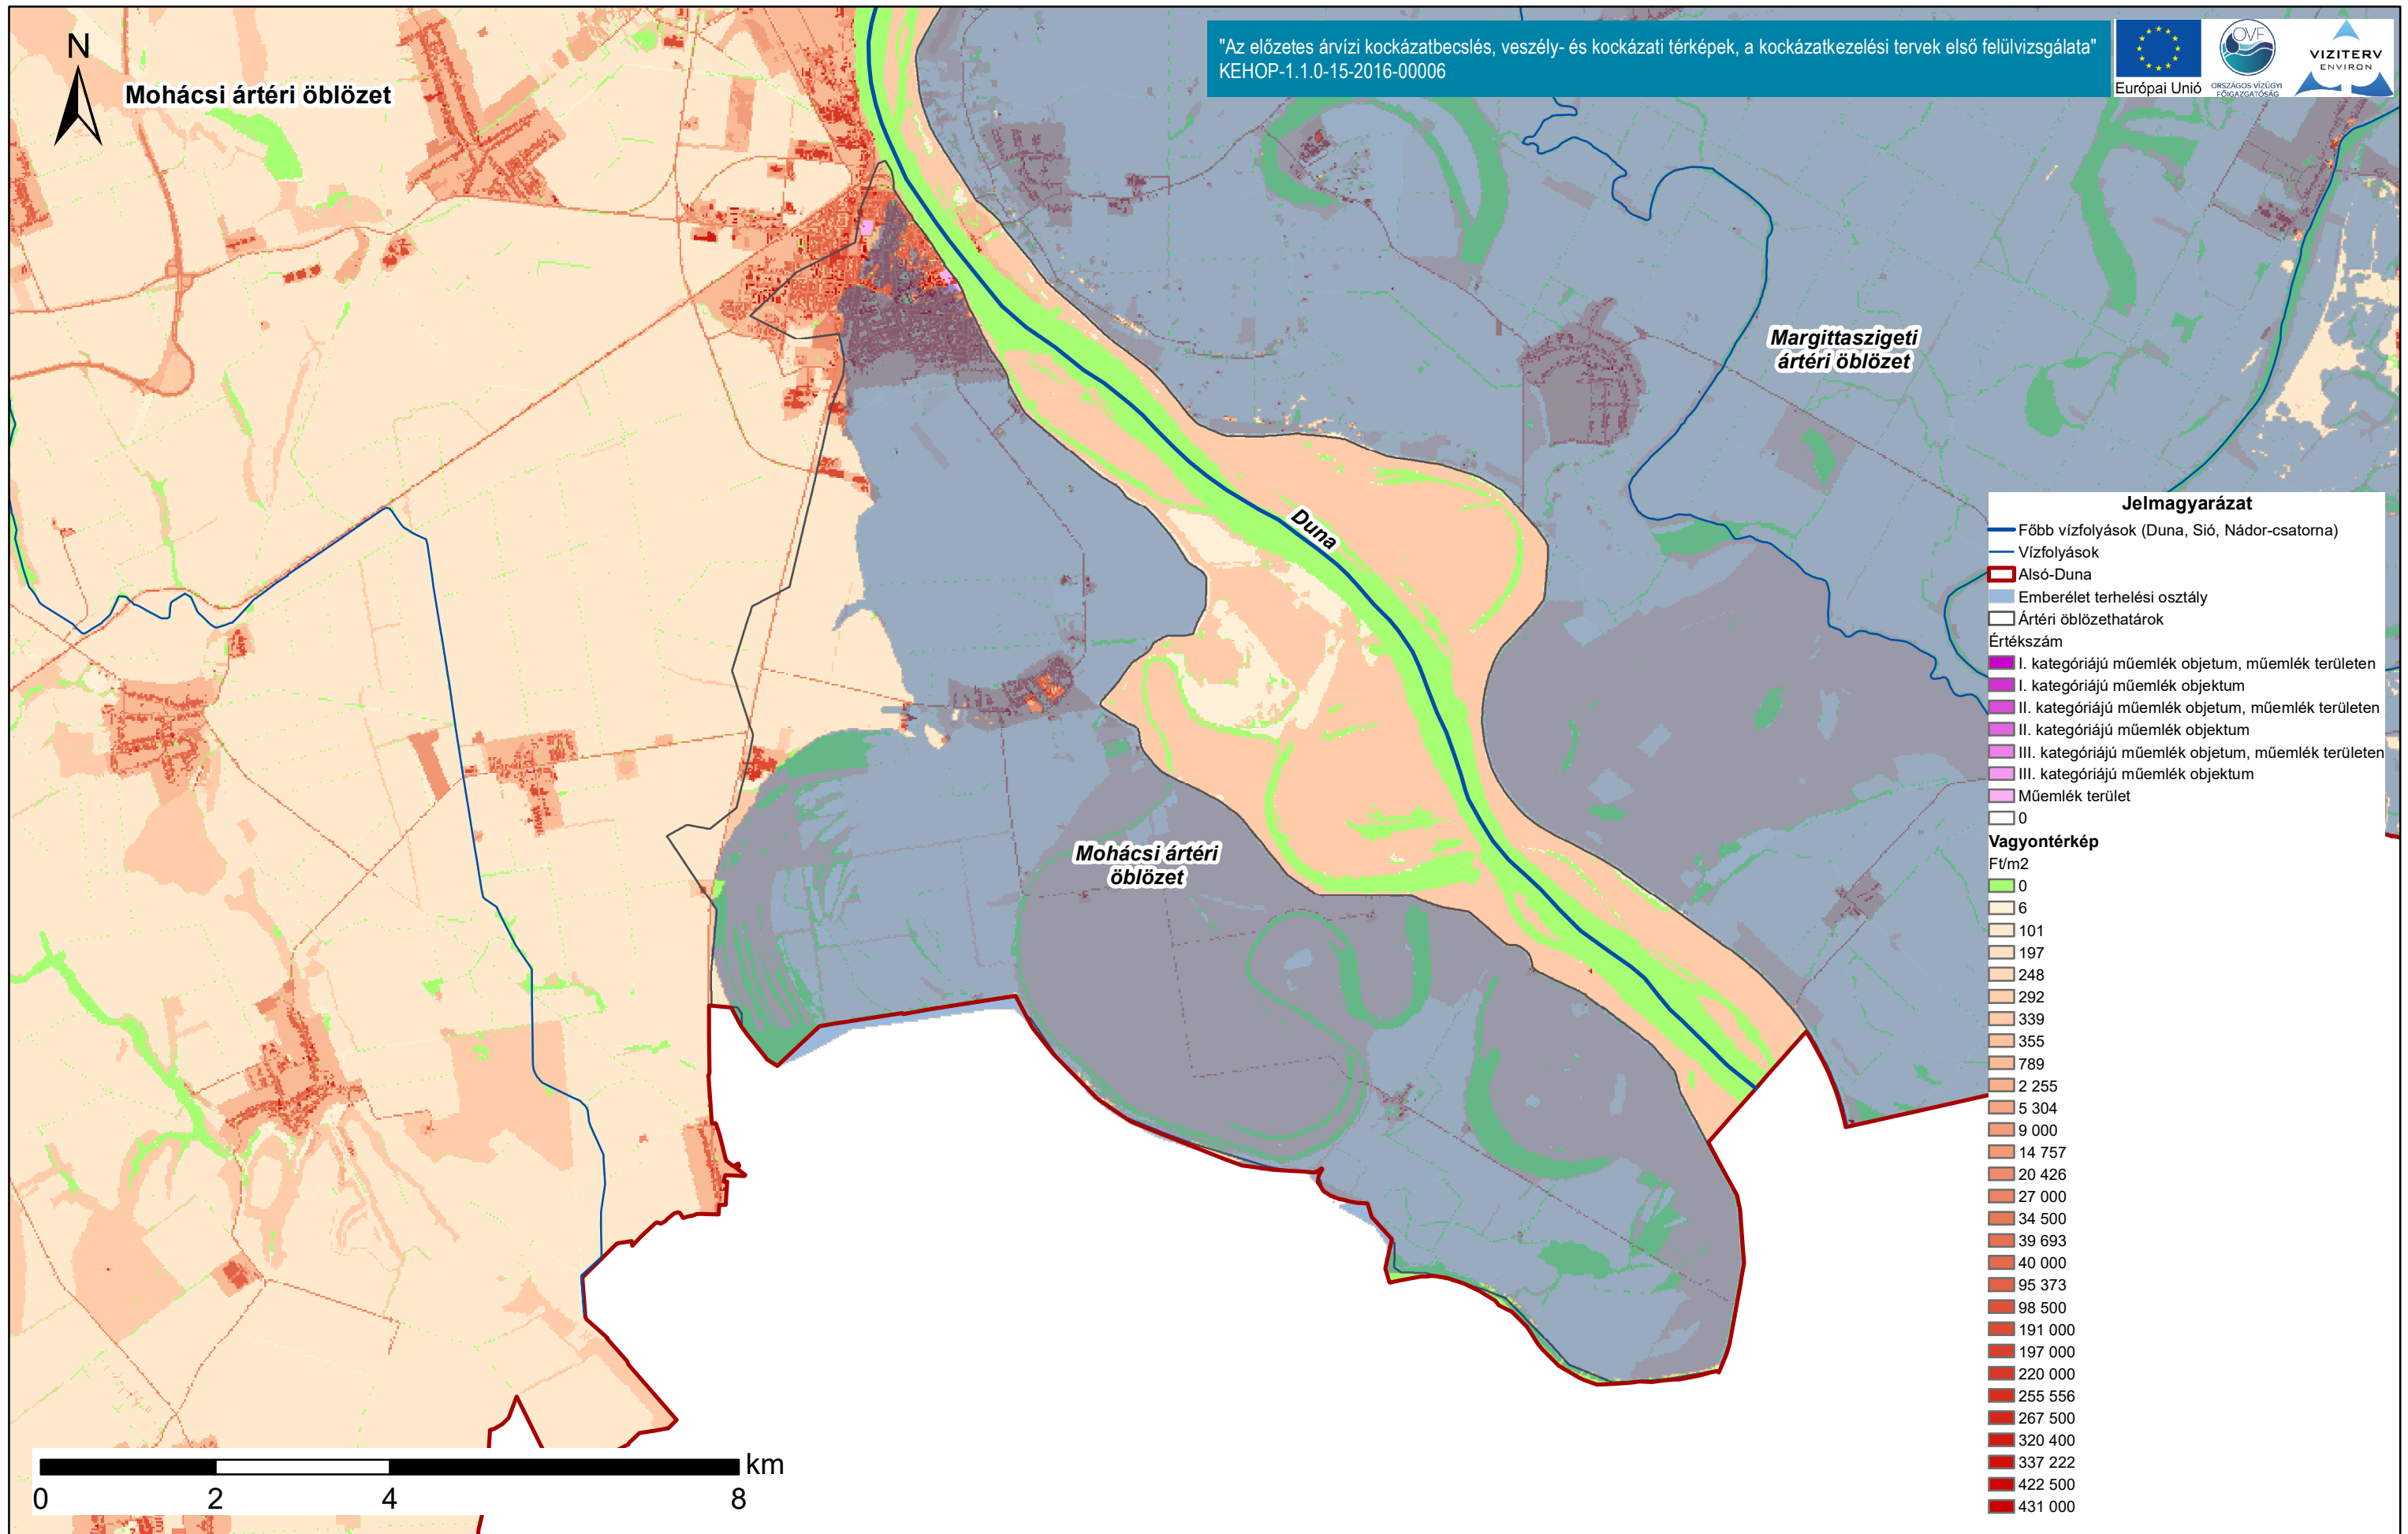 N
Mohácsi ártéri öblözet
"Az előzetes árvízi kockázatbecslés, veszély- és kockázati térképek, a kockázatkezelési tervek első felülvizsgálata"
KEHOP-1.1.0-15-2016-00006
Európai Unió
OVF
ORSZÁGOS VÍZÜGYI
FŐIGAZGATÓSÁG
VIZITERV
ENVIRON
Margittaszigeti
ártéri öblözet
Duna
Mohácsi ártéri
öblözet
Jelmagyarázat
Főbb vízfolyások (Duna, Sió, Nádor-csatorna)
Vízfolyások
Alsó-Duna
Emberélet terhelési osztály
Ártéri öblözethatárok
Értékszám
I. kategóriájú műemlék objetum, műemlék területen
I. kategóriájú műemlék objektum
II. kategóriájú műemlék objetum, műemlék területen
II. kategóriájú műemlék objektum
III. kategóriájú műemlék objetum, műemlék területen
III. kategóriájú műemlék objektum
Műemlék terület
0
Vagyontérkép
Ft/m2
0
6
101
197
248
292
339
355
789
2 255
5 304
9 000
14 757
20 426
27 000
34 500
39 693
40 000
95 373
98 500
191 000
197 000
220 000
255 556
267 500
320 400
337 222
422 500
431 000
km
0 2 4 8